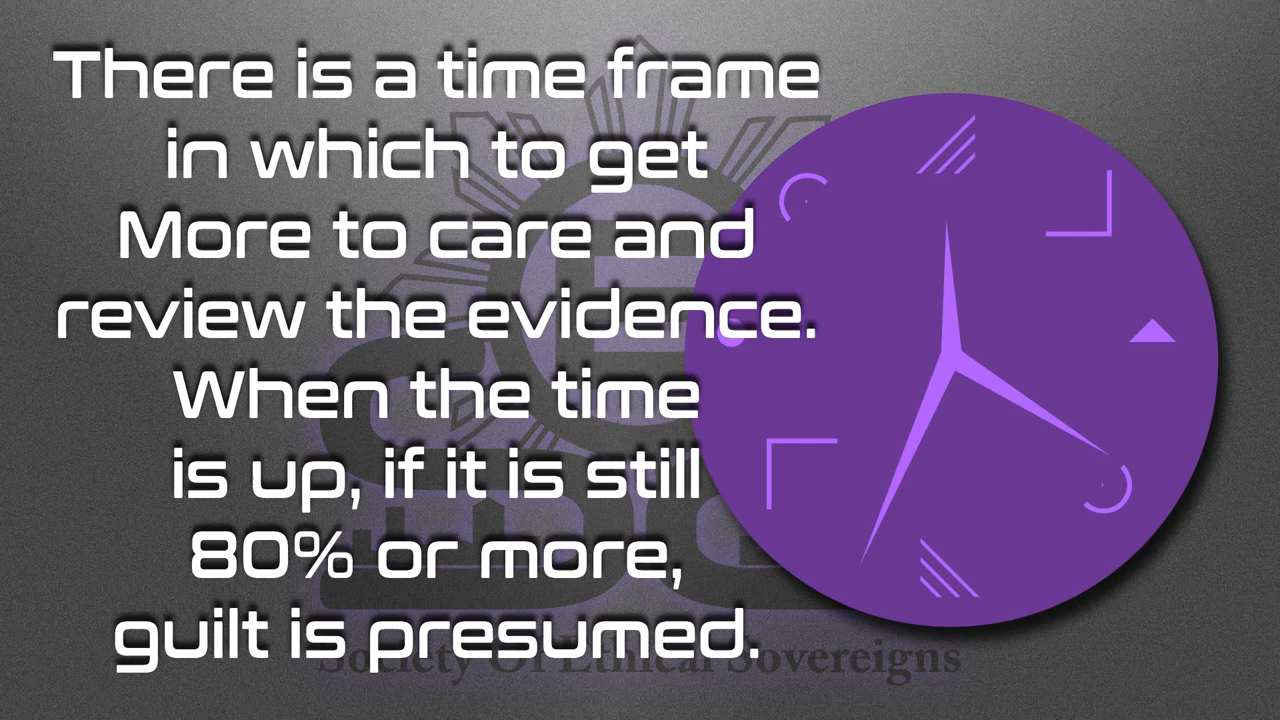 There is a time frame
in which to get
More to care and
review the evidence.
When the time
is up, if it is still
80% or more,
guilt is presumed.
Society Of Ethical Sovereigns